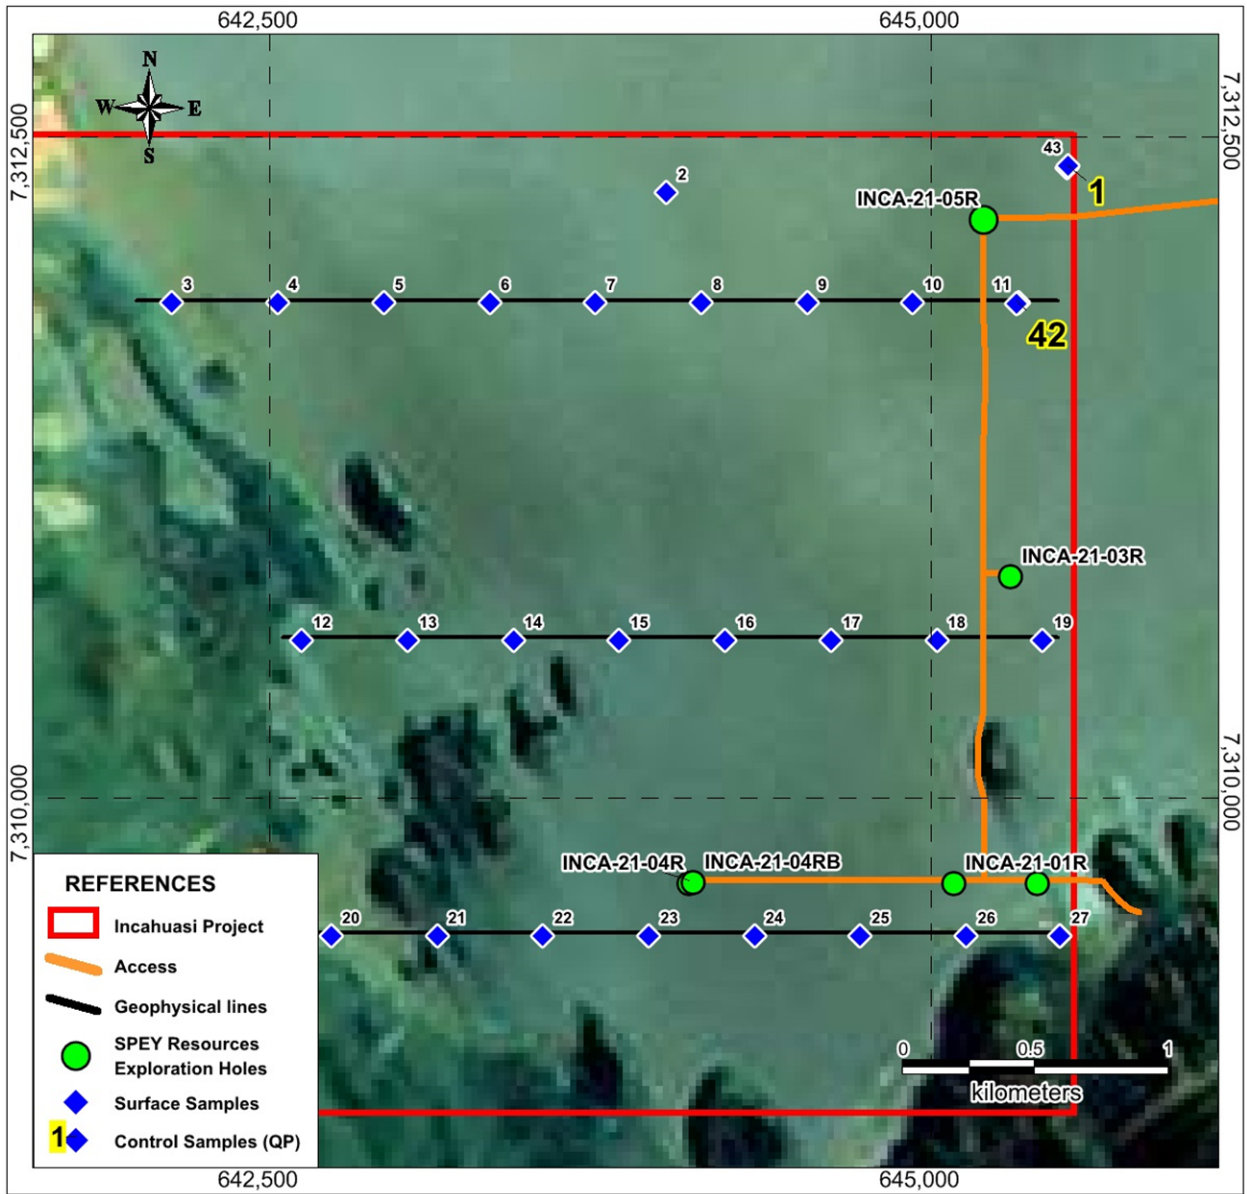 642,500 645,000
7,312,500 7,312,500
N
W E
S
43
2
1
INCA-21-05R
3 4 5 6 7 8 9 10 11
42
INCA-21-03R
12 13 14 15 16 17 18 19
7,310,000 7,310,000
INCA-21-04R INCA-21-04RB INCA-21-01R
20 21 22 23 24 25 26 27
REFERENCES
Incahuasi Project
Access
Geophysical lines
SPEY Resources
Exploration Holes
Surface Samples
1 Control Samples (QP)
0 0.5 1
kilometers
642,500 645,000